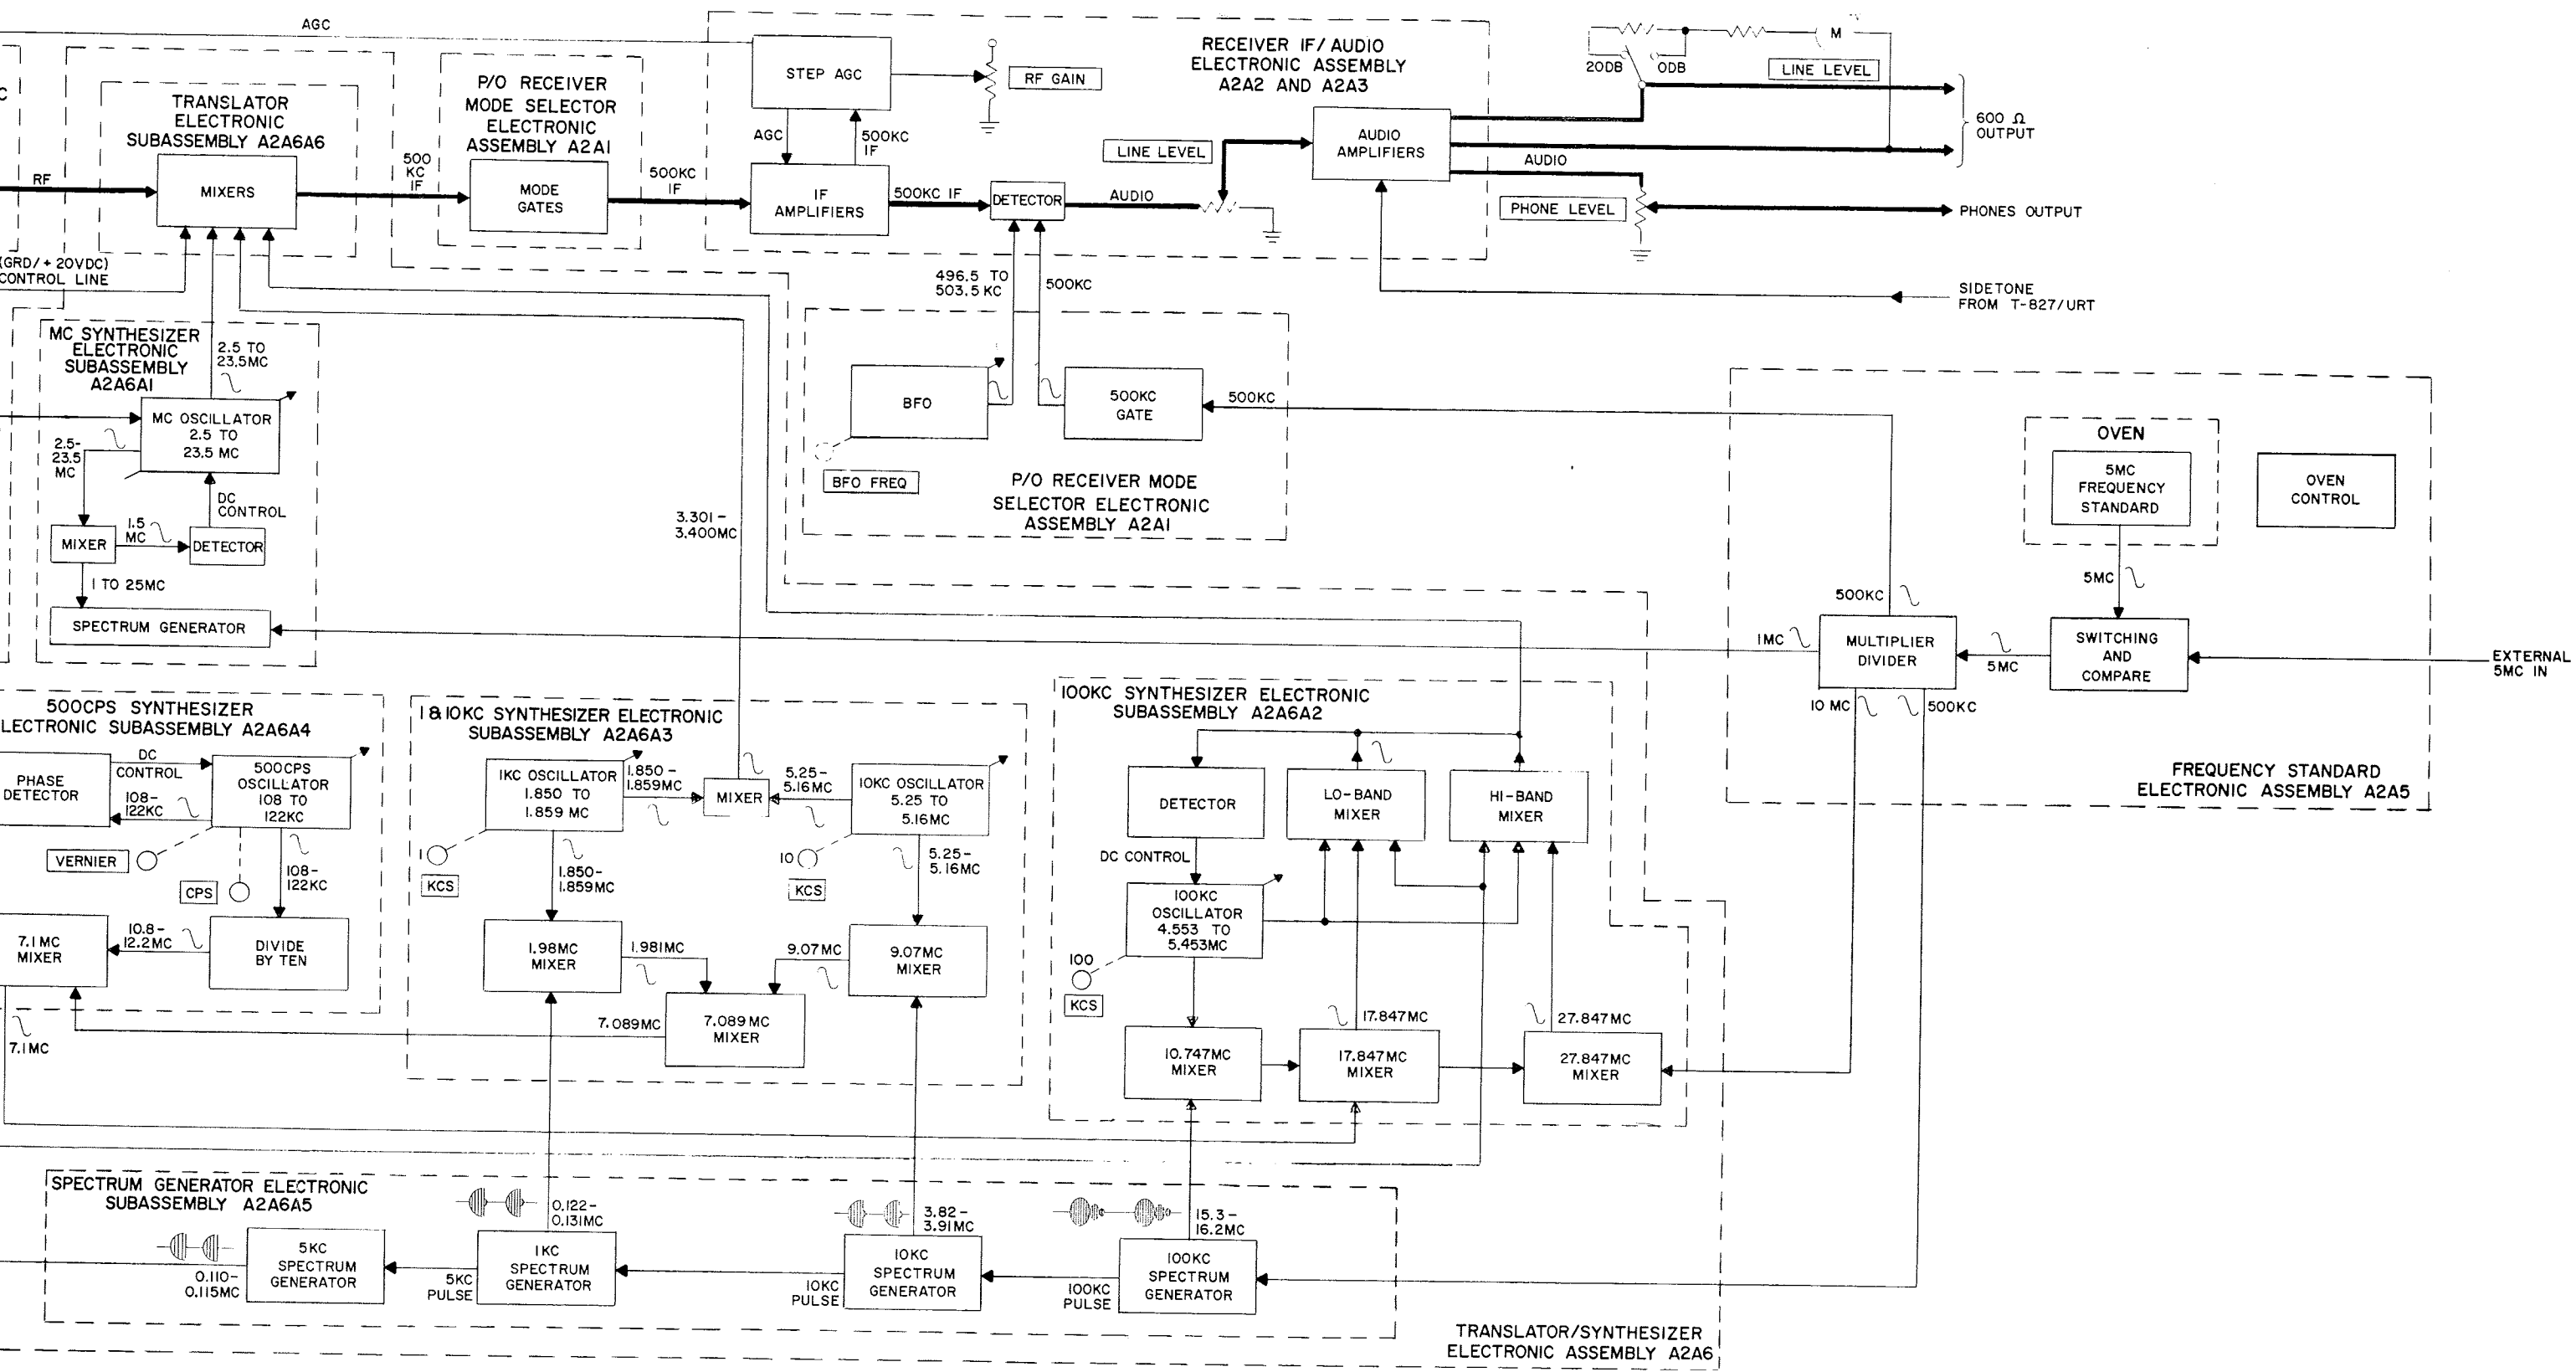 AGC
C
TRANSLATOR
ELECTRONIC
SUBASSEMBLY A2A6A6
RF
MIXERS
(GRD/+20VDC)
CONTROL LINE
500
KC
IF
P/O RECEIVER
MODE SELECTOR
ELECTRONIC
ASSEMBLY A2A1
MODE
GATES
500KC
IF
STEP AGC
RF GAIN
AGC
500KC
IF
IF
AMPLIFIERS
500KC IF
DETECTOR
AUDIO
RECEIVER IF/AUDIO
ELECTRONIC ASSEMBLY
A2A2 AND A2A3
LINE LEVEL
AUDIO
AMPLIFIERS
20DB
0DB
M
LINE LEVEL
600 Ω
OUTPUT
AUDIO
PHONE LEVEL
PHONES OUTPUT
SIDETONE
FROM T-827/URT
496.5 TO
503.5 KC
500KC
BFO
500KC
GATE
500KC
BFO FREQ
P/O RECEIVER MODE
SELECTOR ELECTRONIC
ASSEMBLY A2A1
MC SYNTHESIZER
ELECTRONIC
SUBASSEMBLY
A2A6A1
2.5 TO
23.5MC
MC OSCILLATOR
2.5 TO
23.5 MC
2.5-
23.5
MC
DC
CONTROL
MIXER
1.5
MC
DETECTOR
1 TO 25MC
SPECTRUM GENERATOR
3.301-
3.400MC
OVEN
5MC
FREQUENCY
STANDARD
OVEN
CONTROL
5MC
500KC
1MC
MULTIPLIER
DIVIDER
5MC
SWITCHING
AND
COMPARE
EXTERNAL
5MC IN
10 MC
500KC
FREQUENCY STANDARD
ELECTRONIC ASSEMBLY A2A5
500CPS SYNTHESIZER
LECTRONIC SUBASSEMBLY A2A6A4
PHASE
DETECTOR
DC
CONTROL
108-
122KC
500CPS
OSCILLATOR
108 TO
122KC
VERNIER
CPS
108-
122KC
7.1 MC
MIXER
10.8-
12.2MC
DIVIDE
BY TEN
7.1MC
1 & 10KC SYNTHESIZER ELECTRONIC
SUBASSEMBLY A2A6A3
1KC OSCILLATOR
1.850 TO
1.859 MC
1.850-
1.859MC
MIXER
5.25-
5.16MC
10KC OSCILLATOR
5.25 TO
5.16MC
1
KCS
10
KCS
1.850-
1.859MC
5.25-
5.16MC
1.98MC
MIXER
1.981MC
9.07MC
9.07MC
MIXER
7.089MC
7.089 MC
MIXER
100KC SYNTHESIZER ELECTRONIC
SUBASSEMBLY A2A6A2
DETECTOR
LO-BAND
MIXER
HI-BAND
MIXER
DC CONTROL
100KC
OSCILLATOR
4.553 TO
5.453MC
100
KCS
17.847MC
27.847MC
10.747MC
MIXER
17.847MC
MIXER
27.847MC
MIXER
SPECTRUM GENERATOR ELECTRONIC
SUBASSEMBLY A2A6A5
0.110-
0.115MC
5KC
SPECTRUM
GENERATOR
5KC
PULSE
0.122-
0.131MC
1KC
SPECTRUM
GENERATOR
10KC
PULSE
3.82-
3.91MC
10KC
SPECTRUM
GENERATOR
100KC
PULSE
15.3-
16.2MC
100KC
SPECTRUM
GENERATOR
TRANSLATOR/SYNTHESIZER
ELECTRONIC ASSEMBLY A2A6